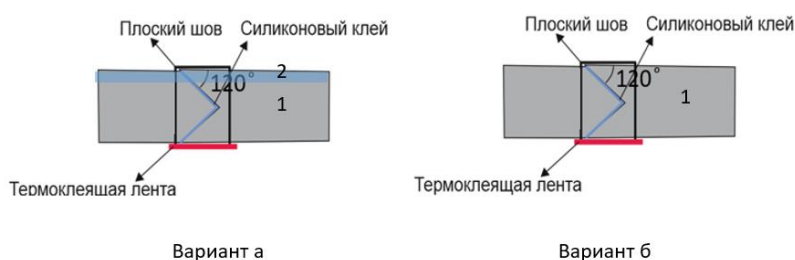 Плоский шов Силиконовый клей
120°
2
1
Термоклеящая лента
Вариант а
Плоский шов Силиконовый клей
120°
1
Термоклеящая лента
Вариант б